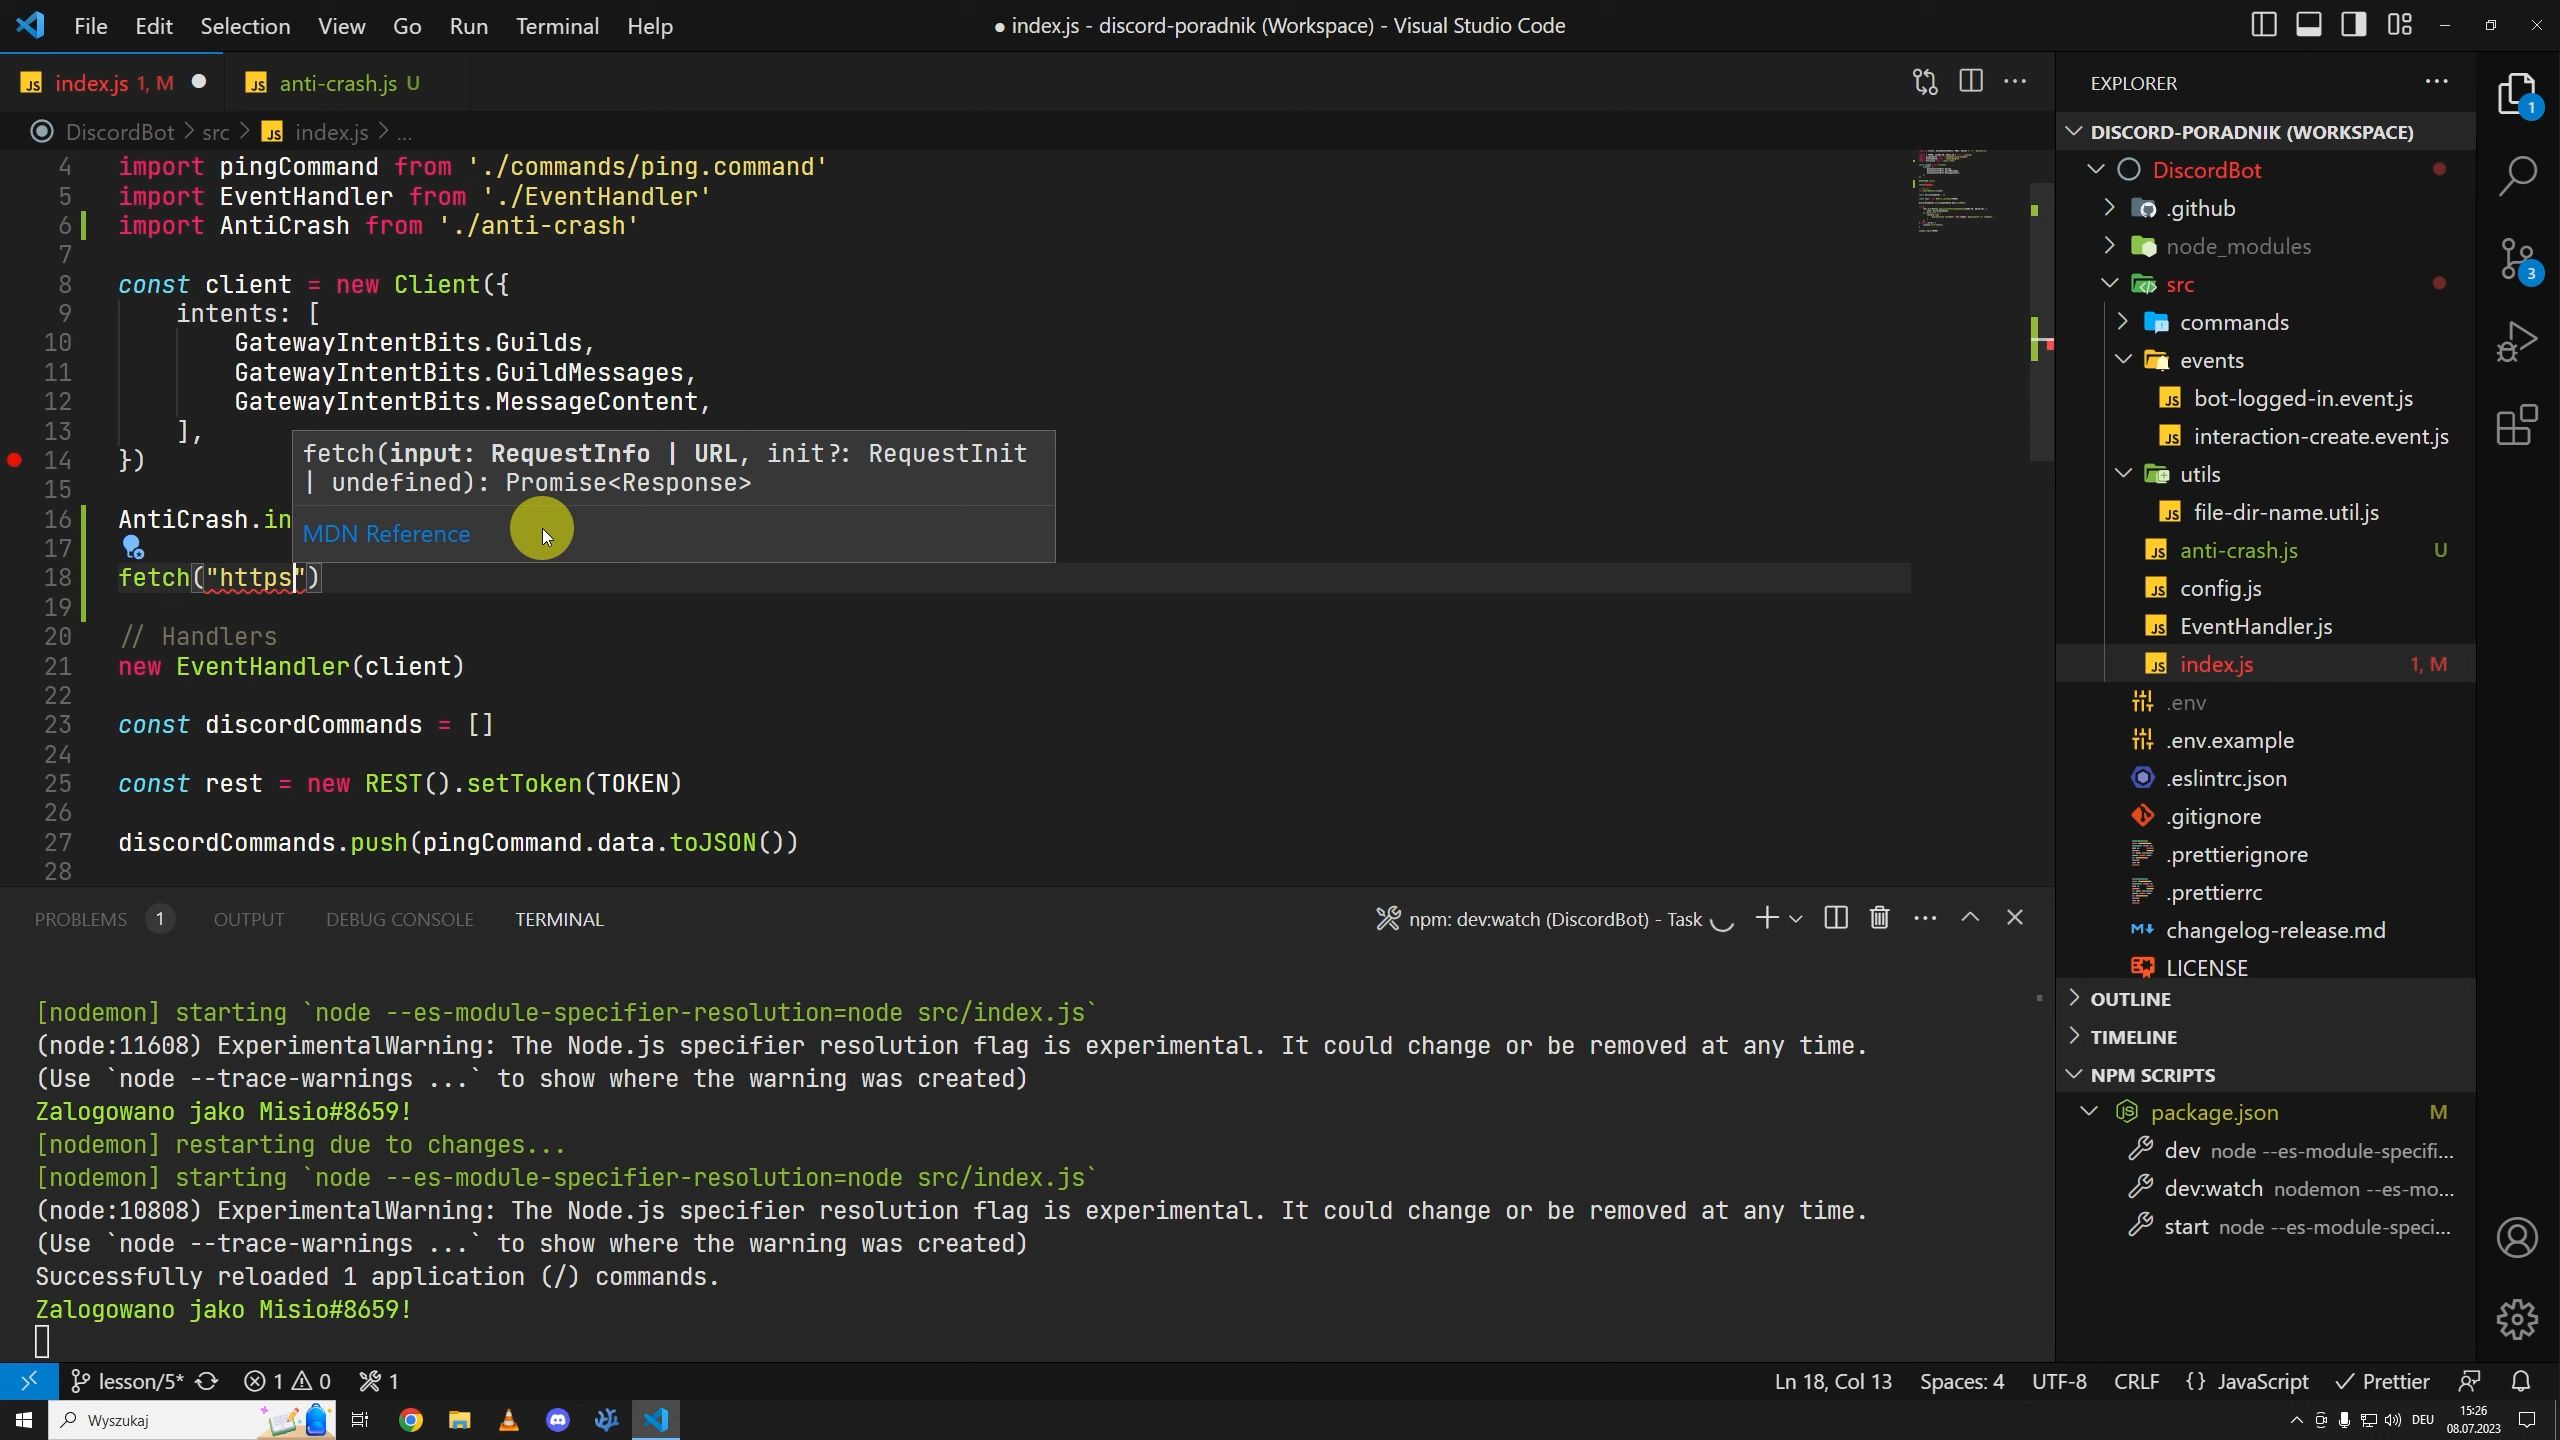 File Edit Selection View Go Run Terminal Help
● index.js - discord-poradnik (Workspace) - Visual Studio Code
JS index.js 1, M
JS anti-crash.js U
DiscordBot > src > JS index.js > ...
4 import pingCommand from './commands/ping.command'
5 import EventHandler from './EventHandler'
6 import AntiCrash from './anti-crash'
7
8 const client = new Client({
9 intents: [
10 GatewayIntentBits.Guilds,
11 GatewayIntentBits.GuildMessages,
12 GatewayIntentBits.MessageContent,
13 ],
14 })
15
fetch(input: RequestInfo | URL, init?: RequestInit
| undefined): Promise<Response>
MDN Reference
16 AntiCrash.in
17
18 fetch("https")
19
20 // Handlers
21 new EventHandler(client)
22
23 const discordCommands = []
24
25 const rest = new REST().setToken(TOKEN)
26
27 discordCommands.push(pingCommand.data.toJSON())
28
PROBLEMS 1 OUTPUT DEBUG CONSOLE TERMINAL
npm: dev:watch (DiscordBot) - Task
[nodemon] starting `node --es-module-specifier-resolution=node src/index.js`
(node:11608) ExperimentalWarning: The Node.js specifier resolution flag is experimental. It could change or be removed at any time.
(Use `node --trace-warnings ...` to show where the warning was created)
Zalogowano jako Misio#8659!
[nodemon] restarting due to changes...
[nodemon] starting `node --es-module-specifier-resolution=node src/index.js`
(node:10808) ExperimentalWarning: The Node.js specifier resolution flag is experimental. It could change or be removed at any time.
(Use `node --trace-warnings ...` to show where the warning was created)
Successfully reloaded 1 application (/) commands.
Zalogowano jako Misio#8659!
EXPLORER
DISCORD-PORADNIK (WORKSPACE)
DiscordBot
.github
node_modules
src
commands
events
JS bot-logged-in.event.js
JS interaction-create.event.js
utils
JS file-dir-name.util.js
JS anti-crash.js U
JS config.js
JS EventHandler.js
JS index.js 1, M
.env
.env.example
.eslintrc.json
.gitignore
.prettierignore
.prettierrc
changelog-release.md
LICENSE
OUTLINE
TIMELINE
NPM SCRIPTS
package.json M
dev node --es-module-specifi...
dev:watch nodemon --es-mo...
start node --es-module-speci...
1
3
lesson/5* 1 0 1
Ln 18, Col 13 Spaces: 4 UTF-8 CRLF {} JavaScript Prettier
Wyszukaj
DEU
15:26
08.07.2023